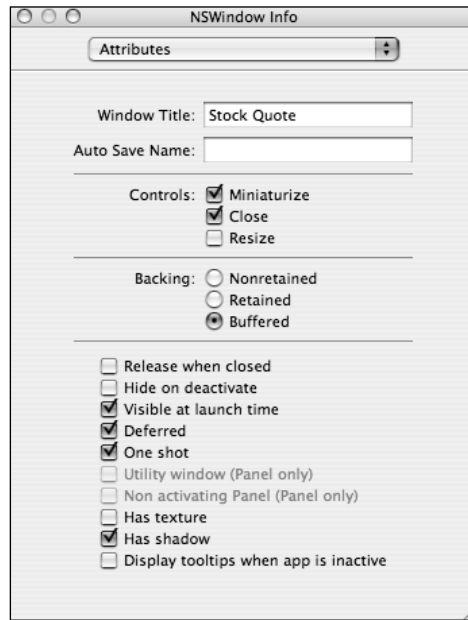 NSWindow Info
Attributes
Window Title: Stock Quote
Auto Save Name:
Controls: Miniaturize
Close
Resize
Backing: Nonretained
Retained
Buffered
Release when closed
Hide on deactivate
Visible at launch time
Deferred
One shot
Utility window (Panel only)
Non activating Panel (Panel only)
Has texture
Has shadow
Display tooltips when app is inactive